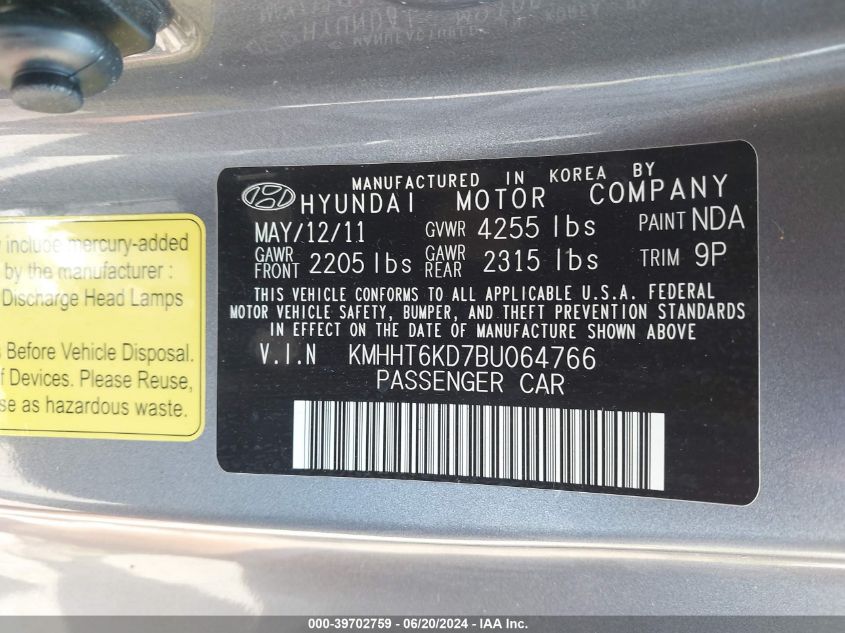 MANUFACTURED IN KOREA BY
HYUNDAI MOTOR COMPANY
MAY/12/11 GVWR 4255 lbs PAINT NDA
GAWR FRONT 2205 lbs GAWR REAR 2315 lbs TRIM 9P
THIS VEHICLE CONFORMS TO ALL APPLICABLE U.S.A. FEDERAL
MOTOR VEHICLE SAFETY, BUMPER, AND THEFT PREVENTION STANDARDS
IN EFFECT ON THE DATE OF MANUFACTURE SHOWN ABOVE
V.I.N KMHHT6KD7BU064766
PASSENGER CAR
include mercury-added
by the manufacturer :
Discharge Head Lamps
Before Vehicle Disposal.
of Devices. Please Reuse,
as hazardous waste.
000-39702759 - 06/20/2024 - IAA Inc.